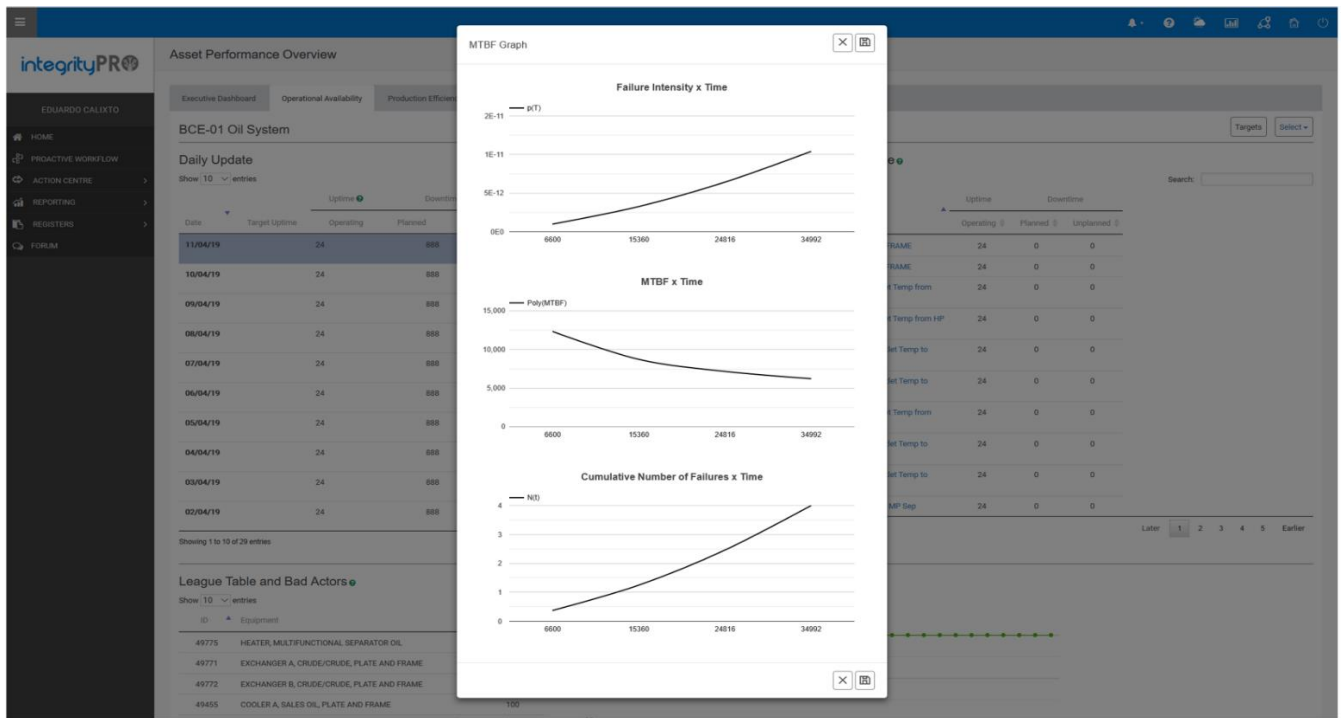 integrityPRO
EDUARDO CALIXTO
HOME
PROACTIVE WORKFLOW
ACTION CENTRE
REPORTING
REGISTERS
FORUM
Asset Performance Overview
Executive Dashboard Operational Availability Production Efficien
BCE-01 Oil System
Targets Select
Daily Update
Show 10 entries
Uptime Downtim
Date Target Uptime Operating Planned
11/04/19 24 888
10/04/19 24 888
09/04/19 24 888
08/04/19 24 888
07/04/19 24 888
06/04/19 24 888
05/04/19 24 888
04/04/19 24 888
03/04/19 24 888
02/04/19 24 888
Showing 1 to 10 of 29 entries
League Table and Bad Actors
Show 10 entries
ID Equipment
49775 HEATER, MULTIFUNCTIONAL SEPARATOR OIL
49771 EXCHANGER A, CRUDE/CRUDE, PLATE AND FRAME
49772 EXCHANGER B, CRUDE/CRUDE, PLATE AND FRAME
49455 COOLER A, SALES OIL, PLATE AND FRAME 100
MTBF Graph
Failure Intensity x Time
p(T)
2E-11
1E-11
5E-12
0E0
6600 15360 24816 34992
MTBF x Time
Poly(MTBF)
15,000
10,000
5,000
0
6600 15360 24816 34992
Cumulative Number of Failures x Time
N(t)
4
3
2
1
0
6600 15360 24816 34992
e
Search:
Uptime Downtime
Operating Planned Unplanned
FRAME 24 0 0
FRAME 24 0 0
t Temp from 24 0 0
t Temp from HP 24 0 0
let Temp to 24 0 0
let Temp to 24 0 0
t Temp from 24 0 0
let Temp to 24 0 0
let Temp to 24 0 0
MP Sep 24 0 0
Later 1 2 3 4 5 Earlier